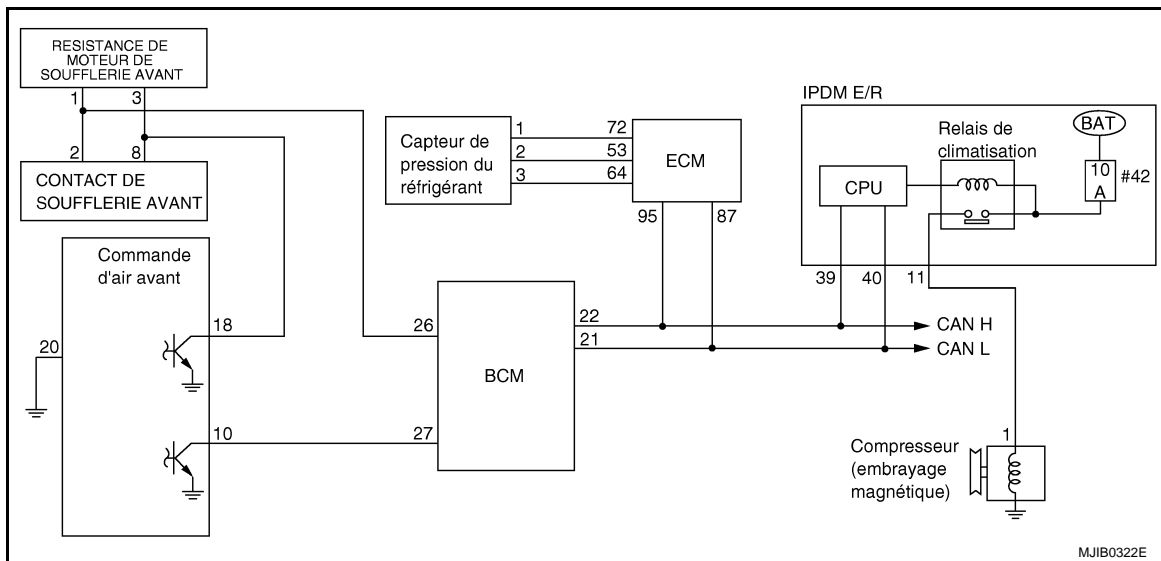 RESISTANCE DE
MOTEUR DE
SOUFFLERIE AVANT
1 3
2 8
CONTACT DE
SOUFFLERIE AVANT
Commande
d'air avant
18
20
10
Capteur de
pression du
réfrigérant
1 72
2 53
3 64
ECM
95 87
26
27
BCM
22
21
IPDM E/R
BAT
Relais de
climatisation
10
A
#42
CPU
39 40 11
CAN H
CAN L
1
Compresseur
(embrayage
magnétique)
MJIB0322E